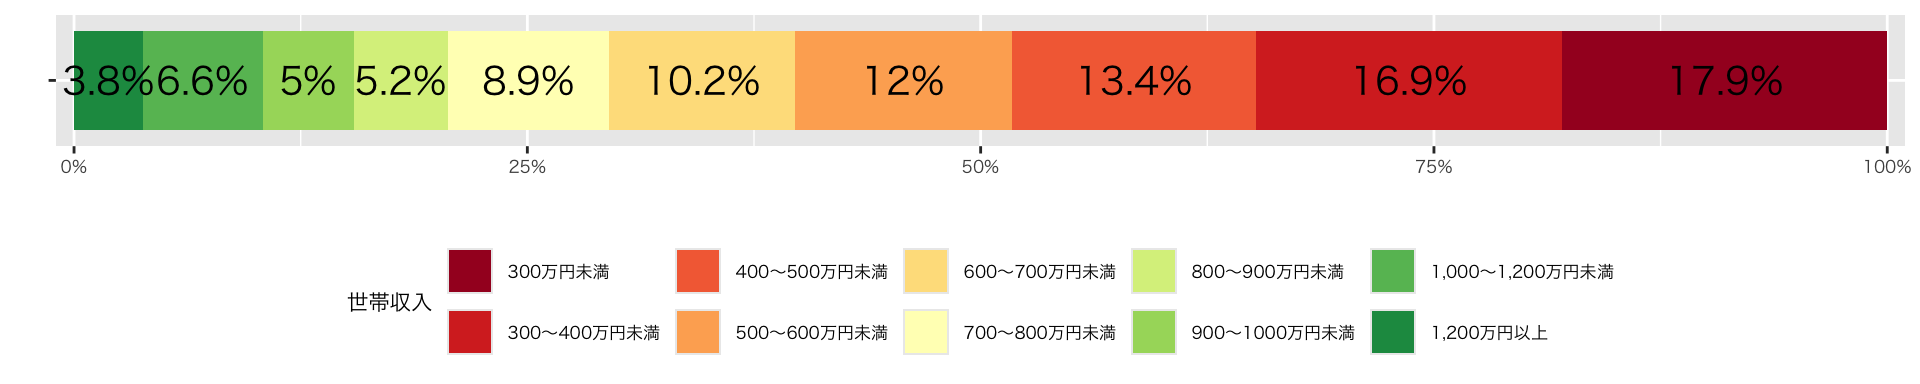 3.8% 6.6% 5% 5.2% 8.9% 10.2% 12% 13.4% 16.9% 17.9%
0% 25% 50% 75% 100%
300万円未満 400～500万円未満 600～700万円未満 800～900万円未満 1,000～1,200万円未満
世帯収入
300～400万円未満 500～600万円未満 700～800万円未満 900～1000万円未満 1,200万円以上